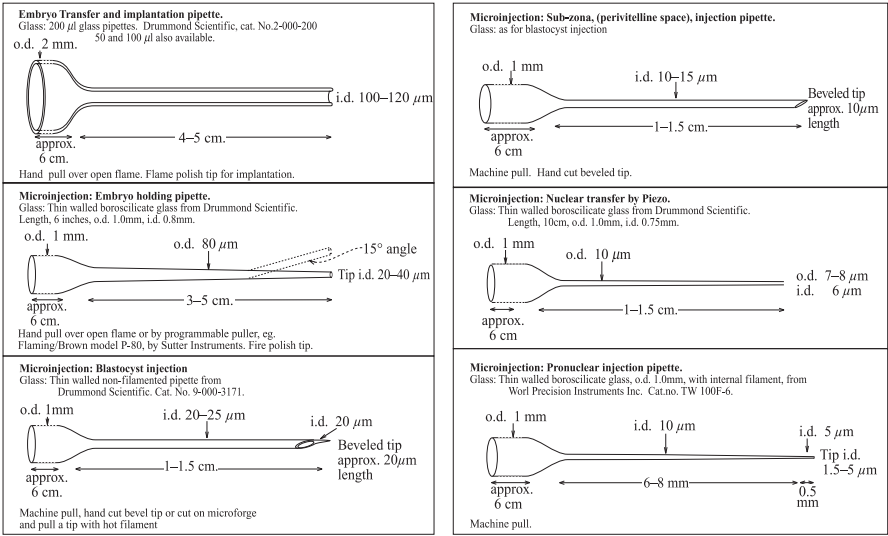 Embryo Transfer and implantation pipette.
Glass: 200 µl glass pipettes. Drummond Scientific, cat. No.2-000-200
50 and 100 µl also available.
o.d. 2 mm.
i.d. 100–120 µm
4–5 cm.
approx.
6 cm.
Hand pull over open flame. Flame polish tip for implantation.
Microinjection: Embryo holding pipette.
Glass: Thin walled boroscilicate glass from Drummond Scientific.
Length, 6 inches, o.d. 1.0mm, i.d. 0.8mm.
o.d. 1 mm.
o.d. 80 µm
15° angle
Tip i.d. 20–40 µm
3–5 cm.
approx.
6 cm.
Hand pull over open flame or by programmable puller, eg.
Flaming/Brown model P-80, by Sutter Instruments. Fire polish tip.
Microinjection: Blastocyst injection
Glass: Thin walled non-filamented pipette from
Drummond Scientific. Cat. No. 9-000-3171.
o.d. 1mm
i.d. 20–25 µm
i.d. 20 µm
Beveled tip
approx. 20µm
length
1–1.5 cm.
approx.
6 cm.
Machine pull, hand cut bevel tip or cut on microforge
and pull a tip with hot filament
Microinjection: Sub-zona, (perivitelline space), injection pipette.
Glass: as for blastocyst injection
o.d. 1 mm
i.d. 10–15 µm
Beveled tip
approx. 10µm
length
1–1.5 cm.
approx.
6 cm
Machine pull. Hand cut beveled tip.
Microinjection: Nuclear transfer by Piezo.
Glass: Thin walled boroscilicate glass from Drummond Scientific.
Length, 10cm, o.d. 1.0mm, i.d. 0.75mm.
o.d. 1 mm
o.d. 10 µm
o.d. 7–8 µm
i.d. 6 µm
1–1.5 cm.
approx.
6 cm
Microinjection: Pronuclear injection pipette.
Glass: Thin walled boroscilicate glass, o.d. 1.0mm, with internal filament, from
Worl Precision Instruments Inc. Cat.no. TW 100F-6.
o.d. 1 mm
i.d. 10 µm
i.d. 5 µm
Tip i.d.
1.5–5 µm
6–8 mm
0.5
mm
approx.
6 cm
Machine pull.